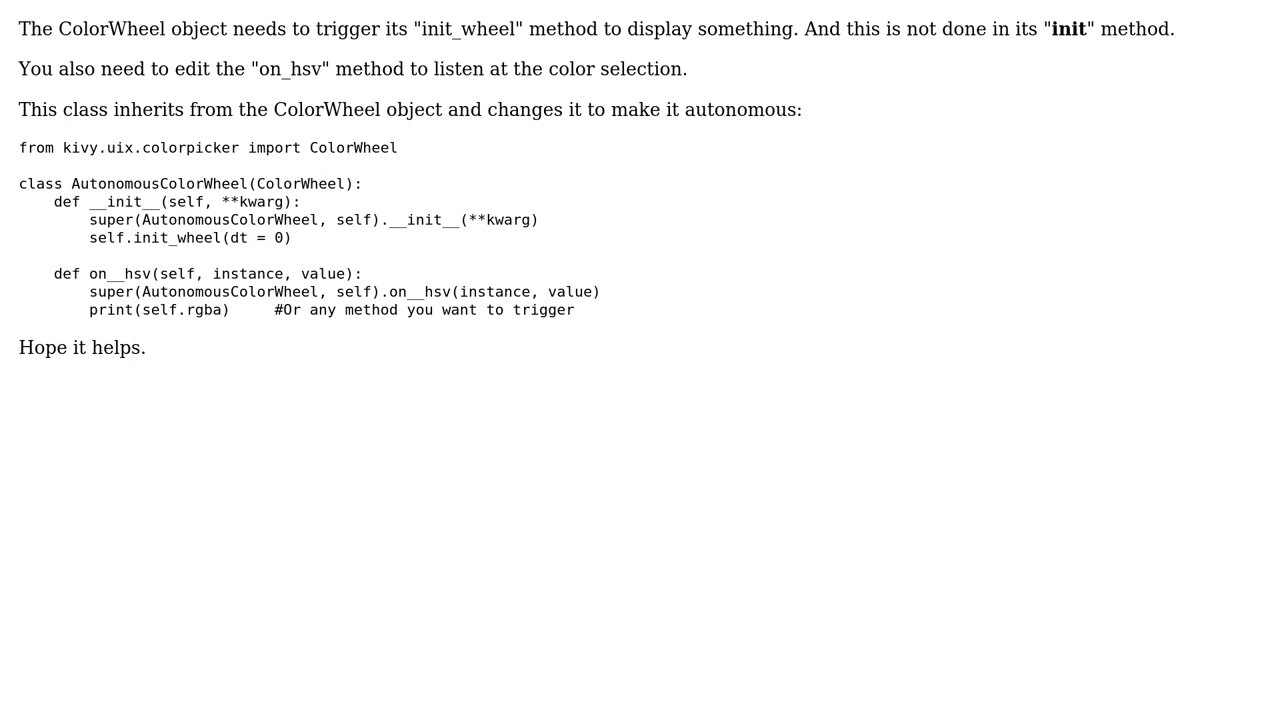 The ColorWheel object needs to trigger its "init_wheel" method to display something. And this is not done in its "init" method.
You also need to edit the "on_hsv" method to listen at the color selection.
This class inherits from the ColorWheel object and changes it to make it autonomous:
from kivy.uix.colorpicker import ColorWheel
class AutonomousColorWheel(ColorWheel):
    def __init__(self, **kwarg):
        super(AutonomousColorWheel, self).__init__(**kwarg)
        self.init_wheel(dt = 0)
    def on__hsv(self, instance, value):
        super(AutonomousColorWheel, self).on__hsv(instance, value)
        print(self.rgba)     #Or any method you want to trigger
Hope it helps.